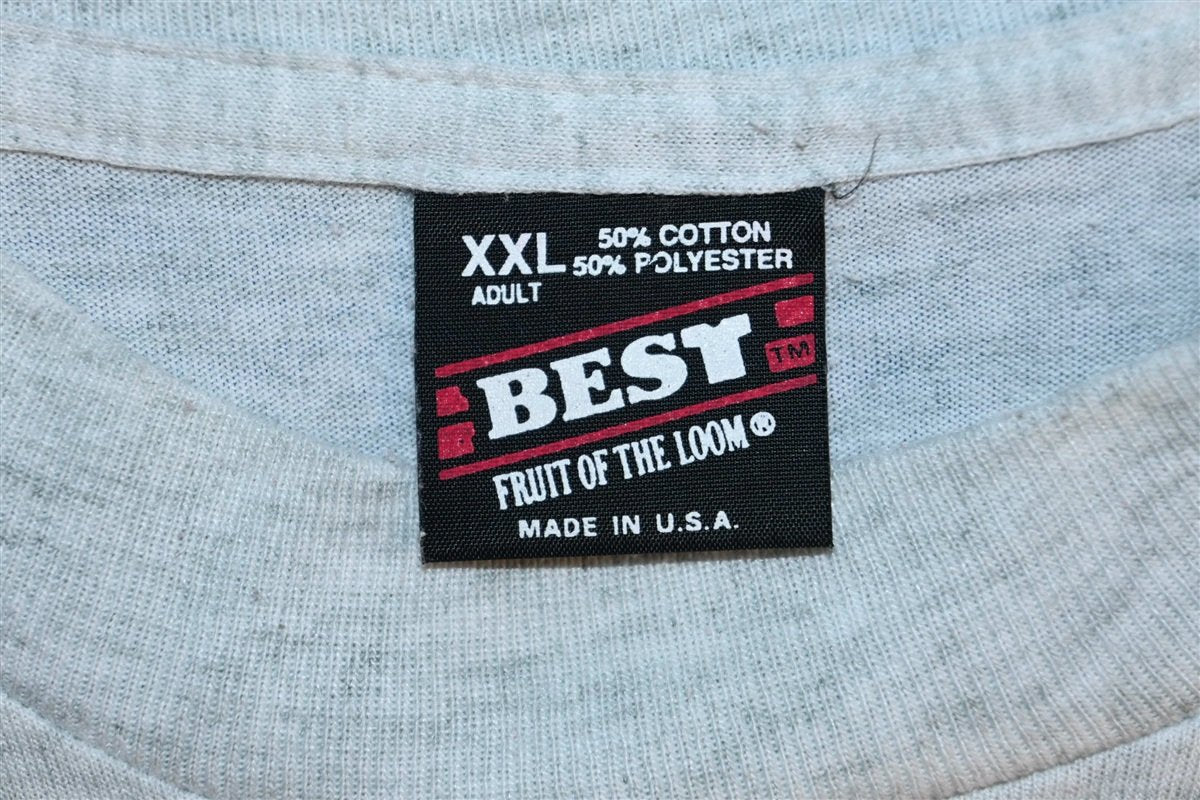 XXL 50% COTTON
50% POLYESTER
ADULT
BEST TM
FRUIT OF THE LOOM®
MADE IN U.S.A.